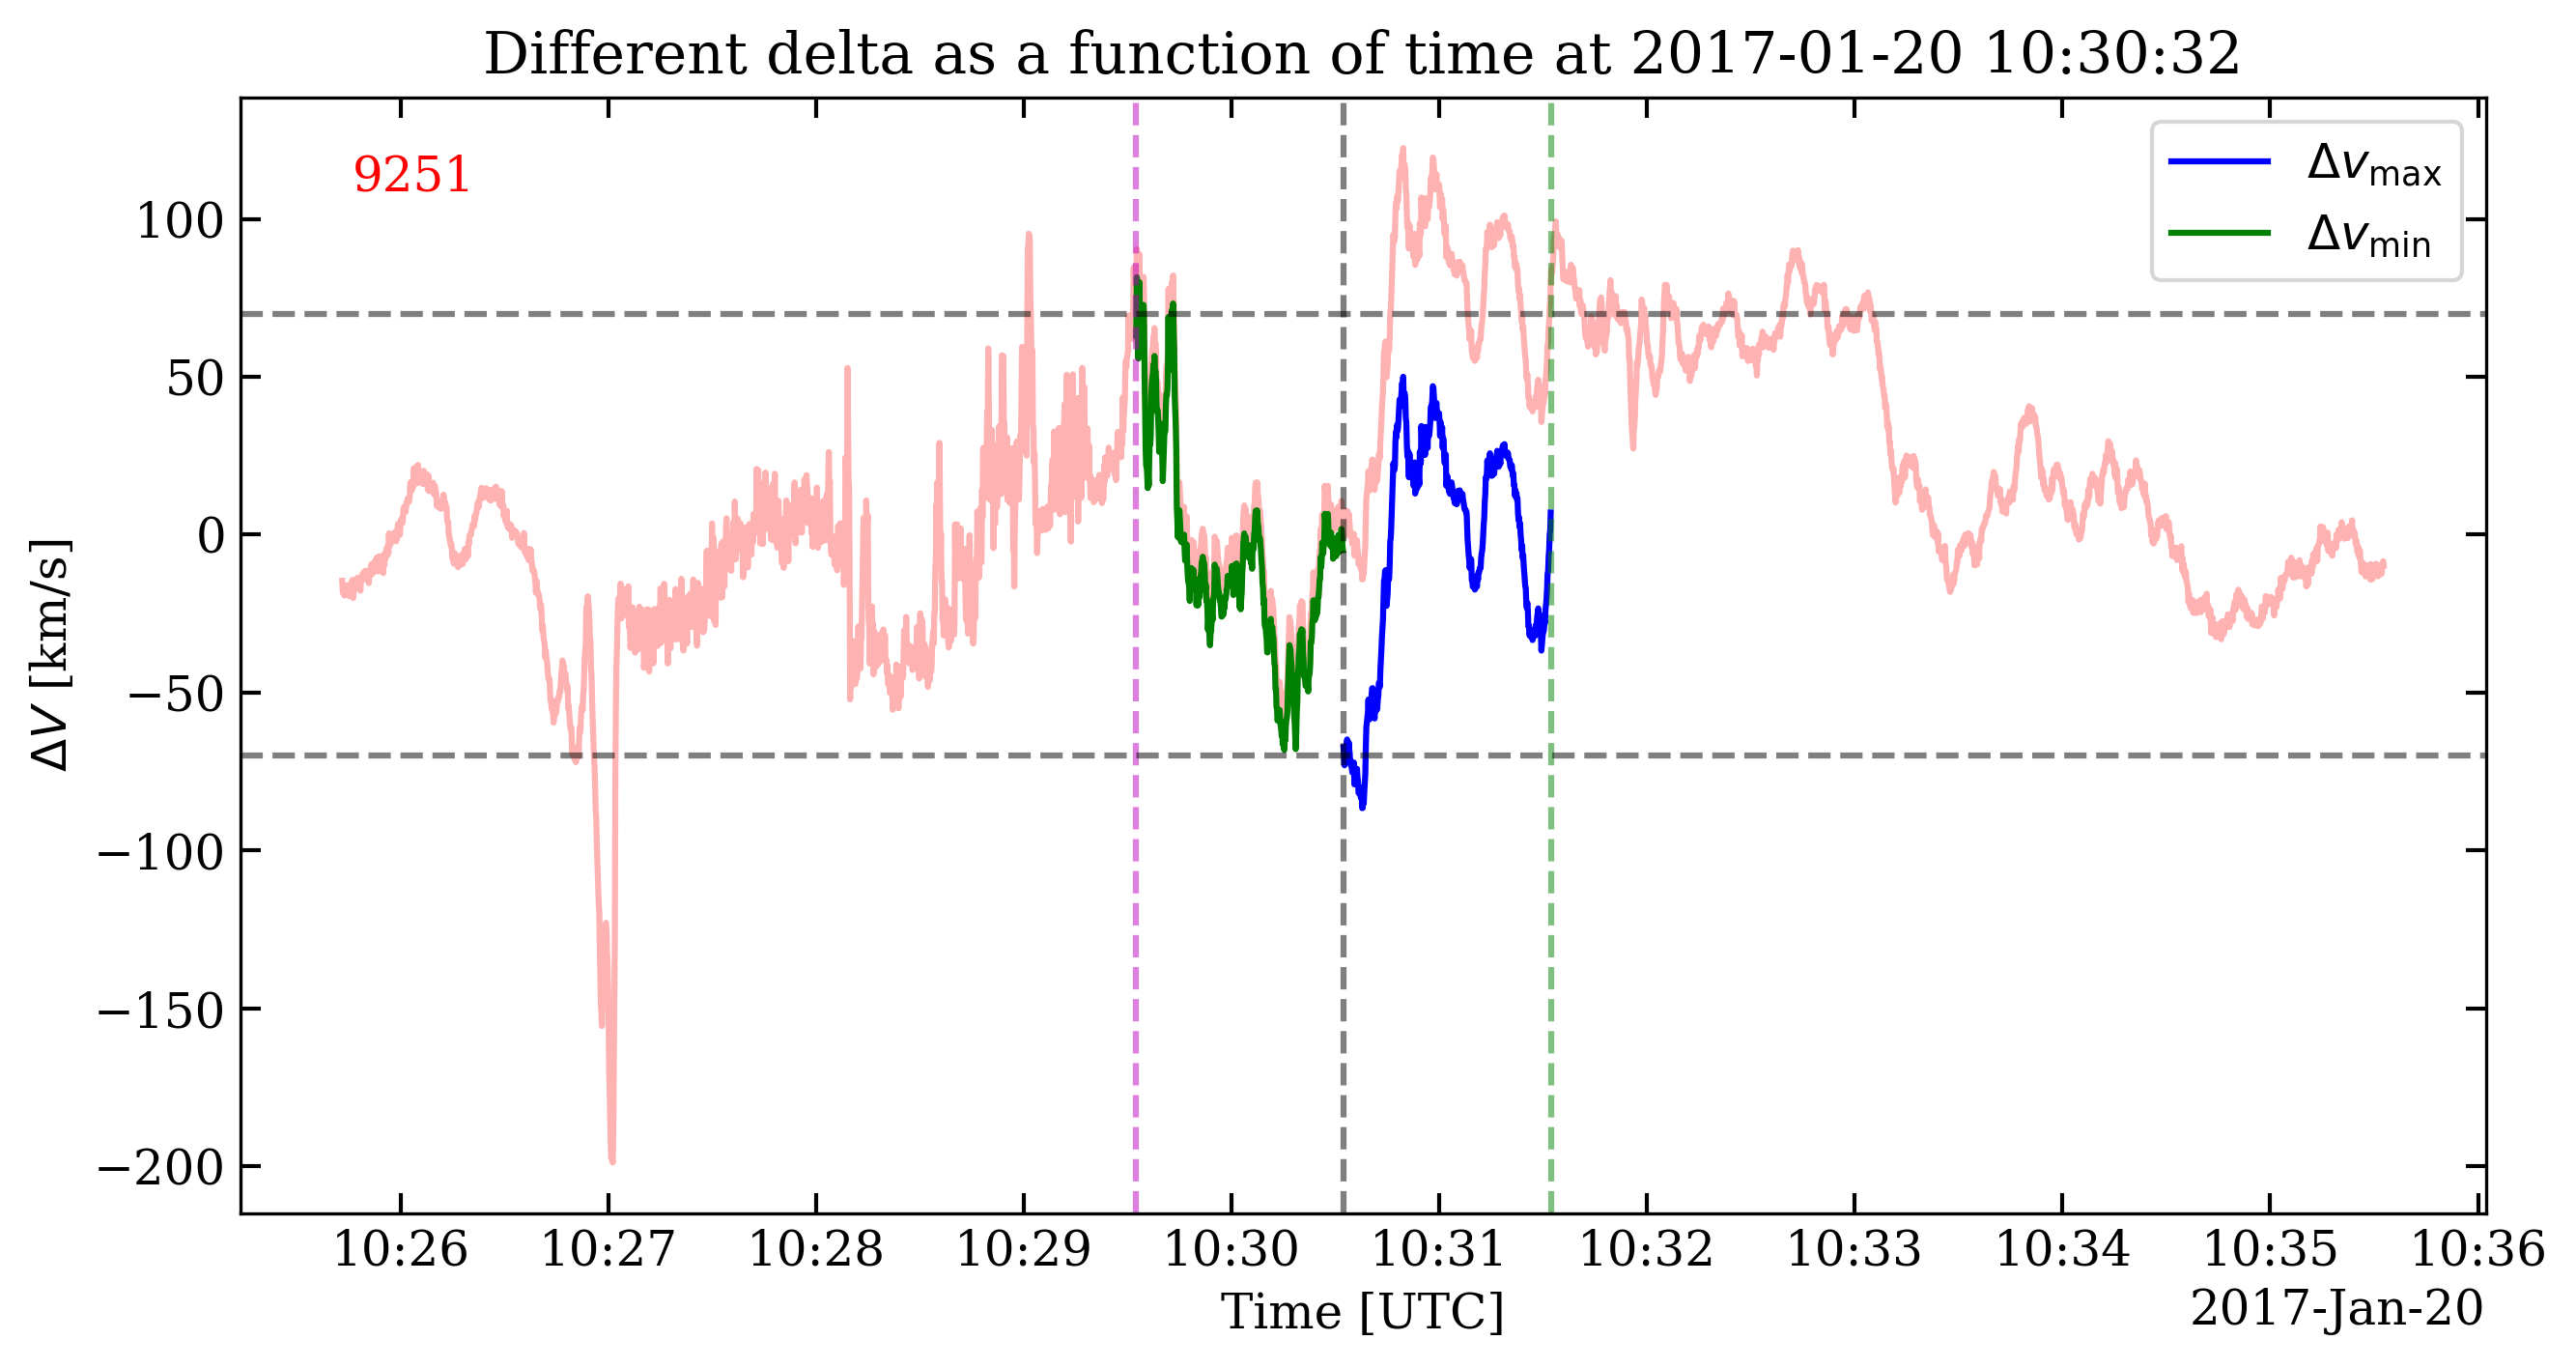 Different delta as a function of time at 2017-01-20 10:30:32
9251
Δv_max
Δv_min
ΔV [km/s]
100
50
0
−50
−100
−150
−200
10:26 10:27 10:28 10:29 10:30 10:31 10:32 10:33 10:34 10:35 10:36
Time [UTC]
2017-Jan-20